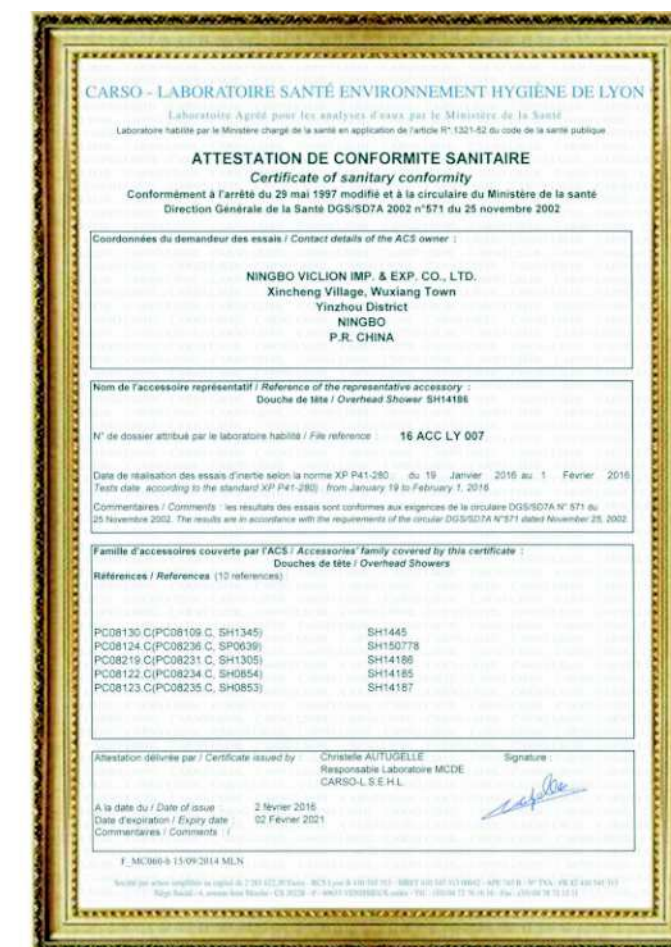 CARSO - LABORATOIRE SANTÉ ENVIRONNEMENT HYGIÈNE DE LYON
Laboratoire Agréé pour les analyses d'eaux par le Ministère de la Santé
Laboratoire habilité par le Ministère chargé de la santé en application de l'article R*.1321-52 du code de la santé publique
ATTESTATION DE CONFORMITE SANITAIRE
Certificate of sanitary conformity
Conformément à l'arrêté du 29 mai 1997 modifié et à la circulaire du Ministère de la santé
Direction Générale de la Santé DGS/SD7A 2002 n°571 du 25 novembre 2002
Coordonnées du demandeur des essais / Contact details of the ACS owner :
NINGBO VICLION IMP. & EXP. CO., LTD.
Xincheng Village, Wuxiang Town
Yinzhou District
NINGBO
P.R. CHINA
Nom de l'accessoire représentatif / Reference of the representative accessory :
Douche de tête / Overhead Shower SH14186
N° de dossier attribué par le laboratoire habilité / File reference : 16 ACC LY 007
Date de réalisation des essais d'inertie selon la norme XP P41-280 : du 19 Janvier 2016 au 1 Février 2016
Tests date according to the standard XP P41-280) : from January 19 to February 1, 2016
Commentaires / Comments : les résultats des essais sont conformes aux exigences de la circulaire DGS/SD7A N° 571 du
25 Novembre 2002. The results are in accordance with the requirements of the circular DGS/SD7A N°571 dated November 25, 2002
Famille d'accessoires couverte par l'ACS / Accessories' family covered by this certificate :
Douches de tête / Overhead Showers
Références / References (10 references)
PC08130.C(PC08109.C, SH1345) SH1445
PC08124.C(PC08236.C, SP0639) SH150778
PC08219.C(PC08231.C, SH1305) SH14186
PC08122.C(PC08234.C, SH0854) SH14185
PC08123.C(PC08235.C, SH0853) SH14187
Attestation délivrée par / Certificate issued by : Christelle AUTUGELLE Signature :
Responsable Laboratoire MCDE
CARSO-L.S.E.H.L.
A la date du / Date of issue : 2 février 2016
Date d'expiration / Expiry date : 02 Février 2021
Commentaires / Comments : /
F_MC060-b 15/09/2014 MLN